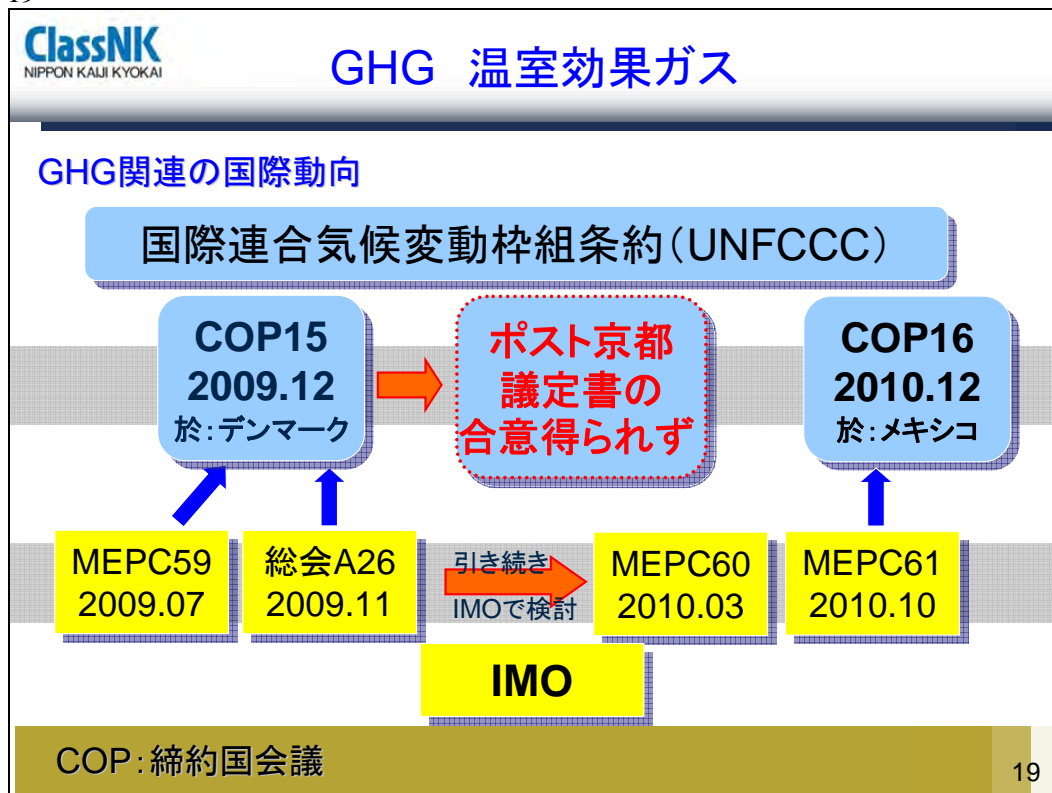 19
ClassNK
NIPPON KAIJI KYOKAI
GHG 温室効果ガス
GHG関連の国際動向
国際連合気候変動枠組条約(UNFCCC)
COP15
2009.12
於:デンマーク
ポスト京都
議定書の
合意得られず
COP16
2010.12
於:メキシコ
MEPC59
2009.07
総会A26
2009.11
引き続き
IMOで検討
MEPC60
2010.03
MEPC61
2010.10
IMO
COP:締約国会議
19